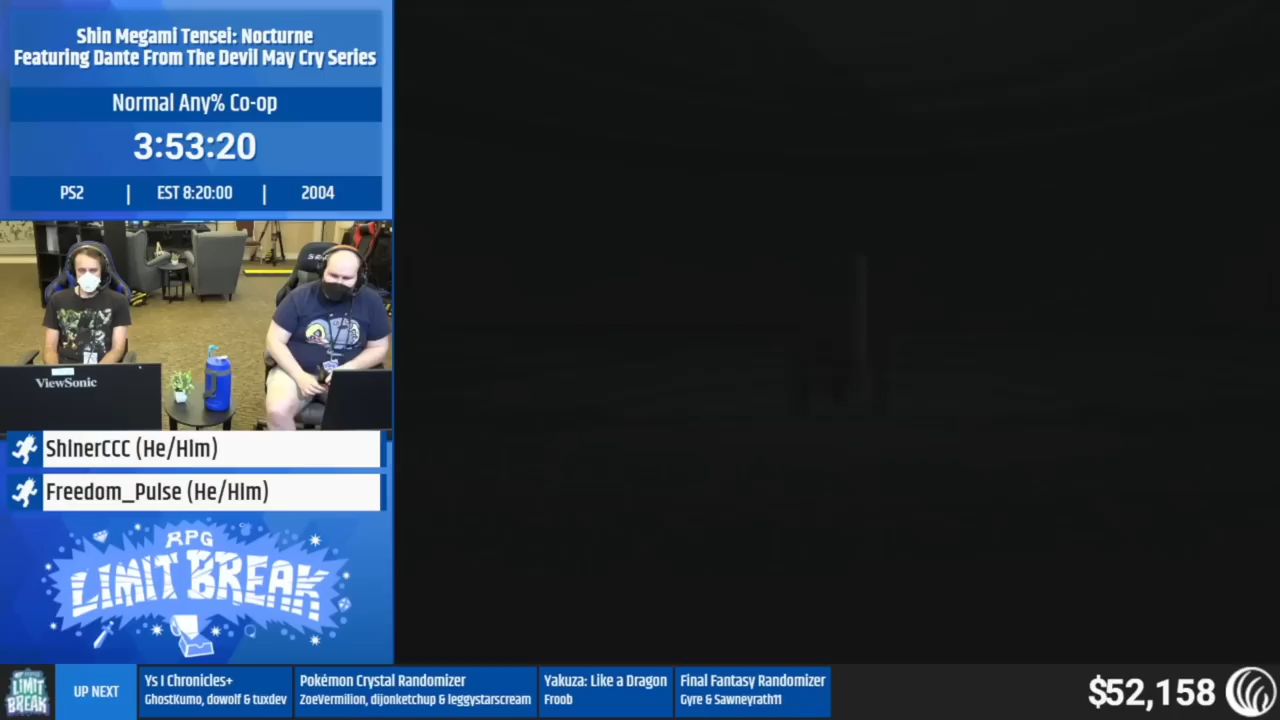 Shin Megami Tensei: Nocturne
Featuring Dante From The Devil May Cry Series
Normal Any% Co-op
3:53:20
PS2 | EST 8:20:00 | 2004
ViewSonic
ShinerCCC (He/Him)
Freedom_Pulse (He/Him)
RPG
LIMIT BREAK
LIMIT
BREAK
UP NEXT
Ys I Chronicles+
GhostKumo, dowolf & tuxdev
Pokémon Crystal Randomizer
ZoeVermilion, dijonketchup & leggystarscream
Yakuza: Like a Dragon
Froob
Final Fantasy Randomizer
Gyre & Sawneyrath11
$52,158